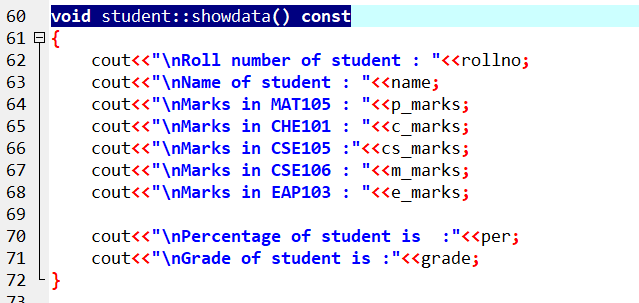 60 void student::showdata() const
61 {
62 cout<<"\nRoll number of student : "<<rollno;
63 cout<<"\nName of student : "<<name;
64 cout<<"\nMarks in MAT105 : "<<p_marks;
65 cout<<"\nMarks in CHE101 : "<<c_marks;
66 cout<<"\nMarks in CSE105 :"<<cs_marks;
67 cout<<"\nMarks in CSE106 : "<<m_marks;
68 cout<<"\nMarks in EAP103 : "<<e_marks;
69
70 cout<<"\nPercentage of student is  :"<<per;
71 cout<<"\nGrade of student is :"<<grade;
72 }
73